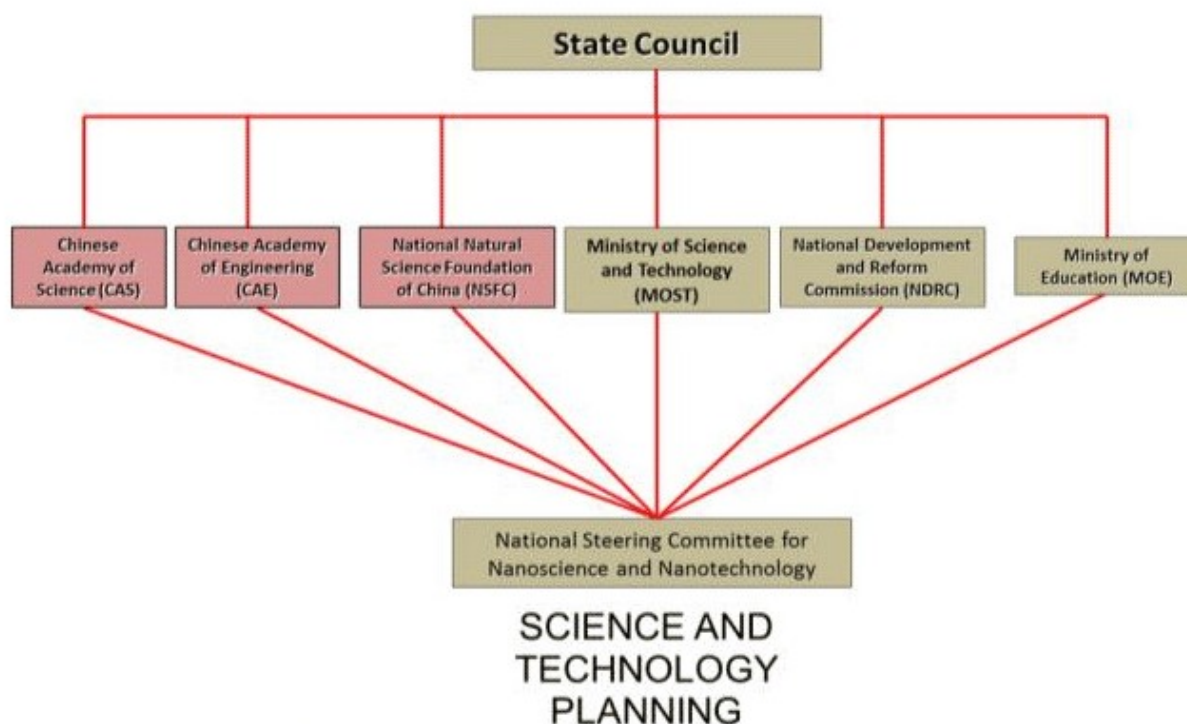 State Council
Chinese
Academy of
Science (CAS)
Chinese Academy
of Engineering
(CAE)
National Natural
Science Foundation
of China (NSFC)
Ministry of Science
and Technology
(MOST)
National Development
and Reform
Commission (NDRC)
Ministry of
Education (MOE)
National Steering Committee for
Nanoscience and Nanotechnology
SCIENCE AND
TECHNOLOGY
PLANNING